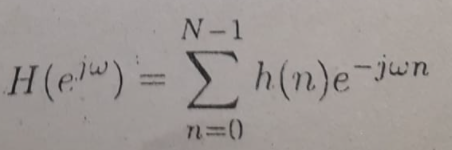 H(e^{jω}) = \sum_{n=0}^{N-1} h(n)e^{-jωn}